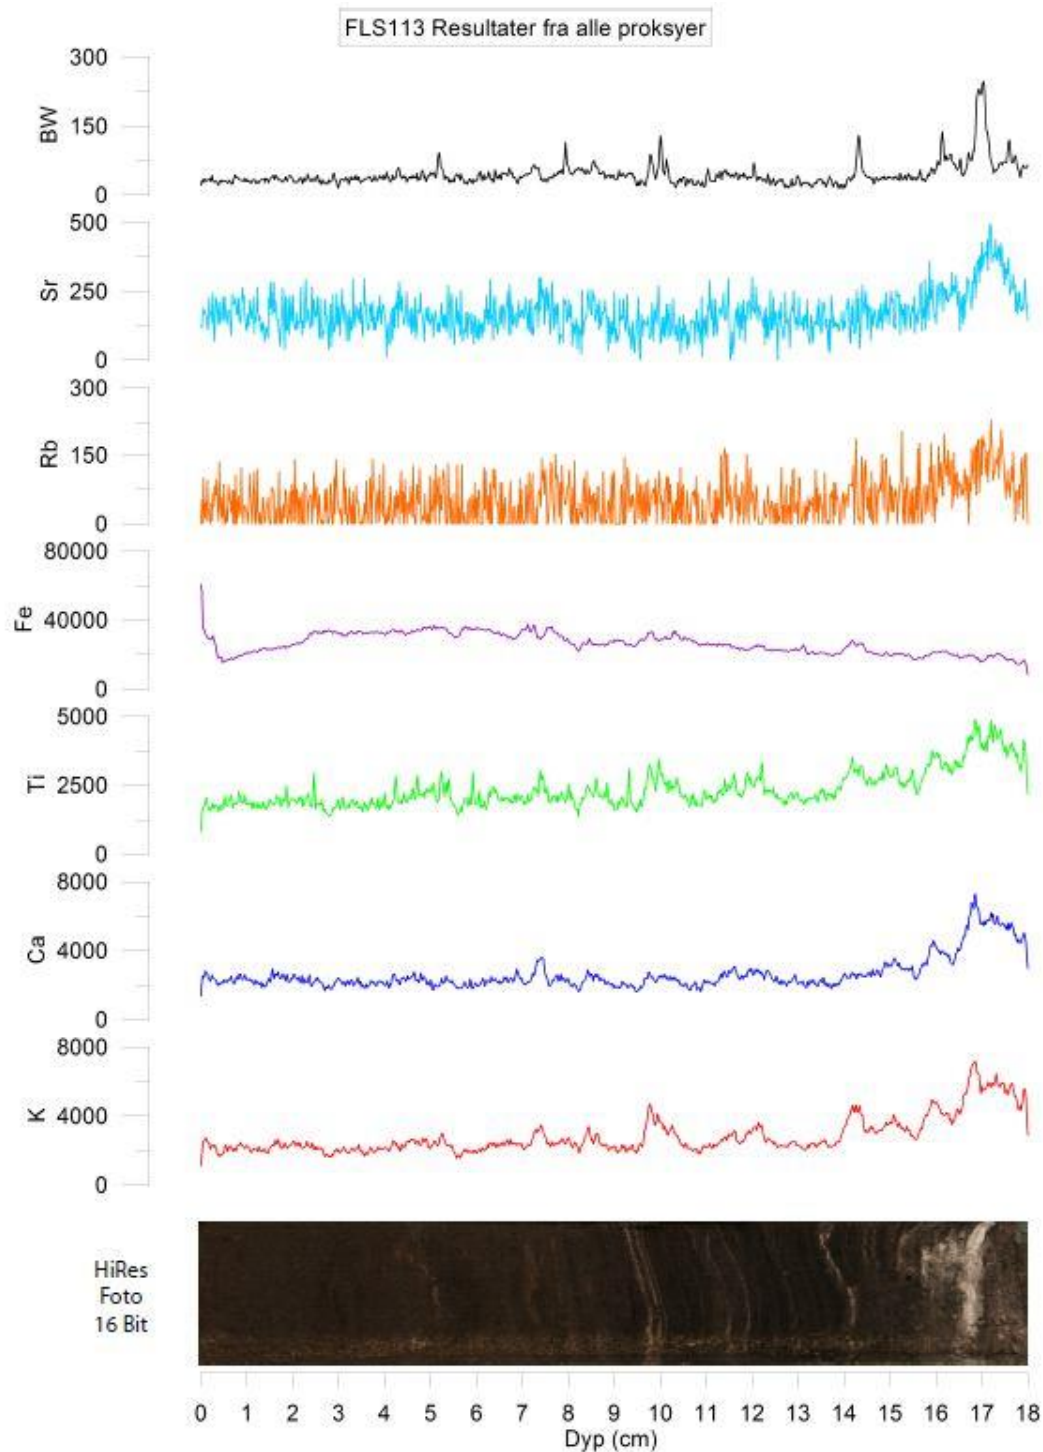 FLS113 Resultater fra alle proksyer
300
150
0
BW
500
250
0
Sr
300
150
0
Rb
80000
40000
0
Fe
5000
2500
0
Ti
8000
4000
0
Ca
8000
4000
0
K
HiRes
Foto
16 Bit
0 1 2 3 4 5 6 7 8 9 10 11 12 13 14 15 16 17 18
Dyp (cm)